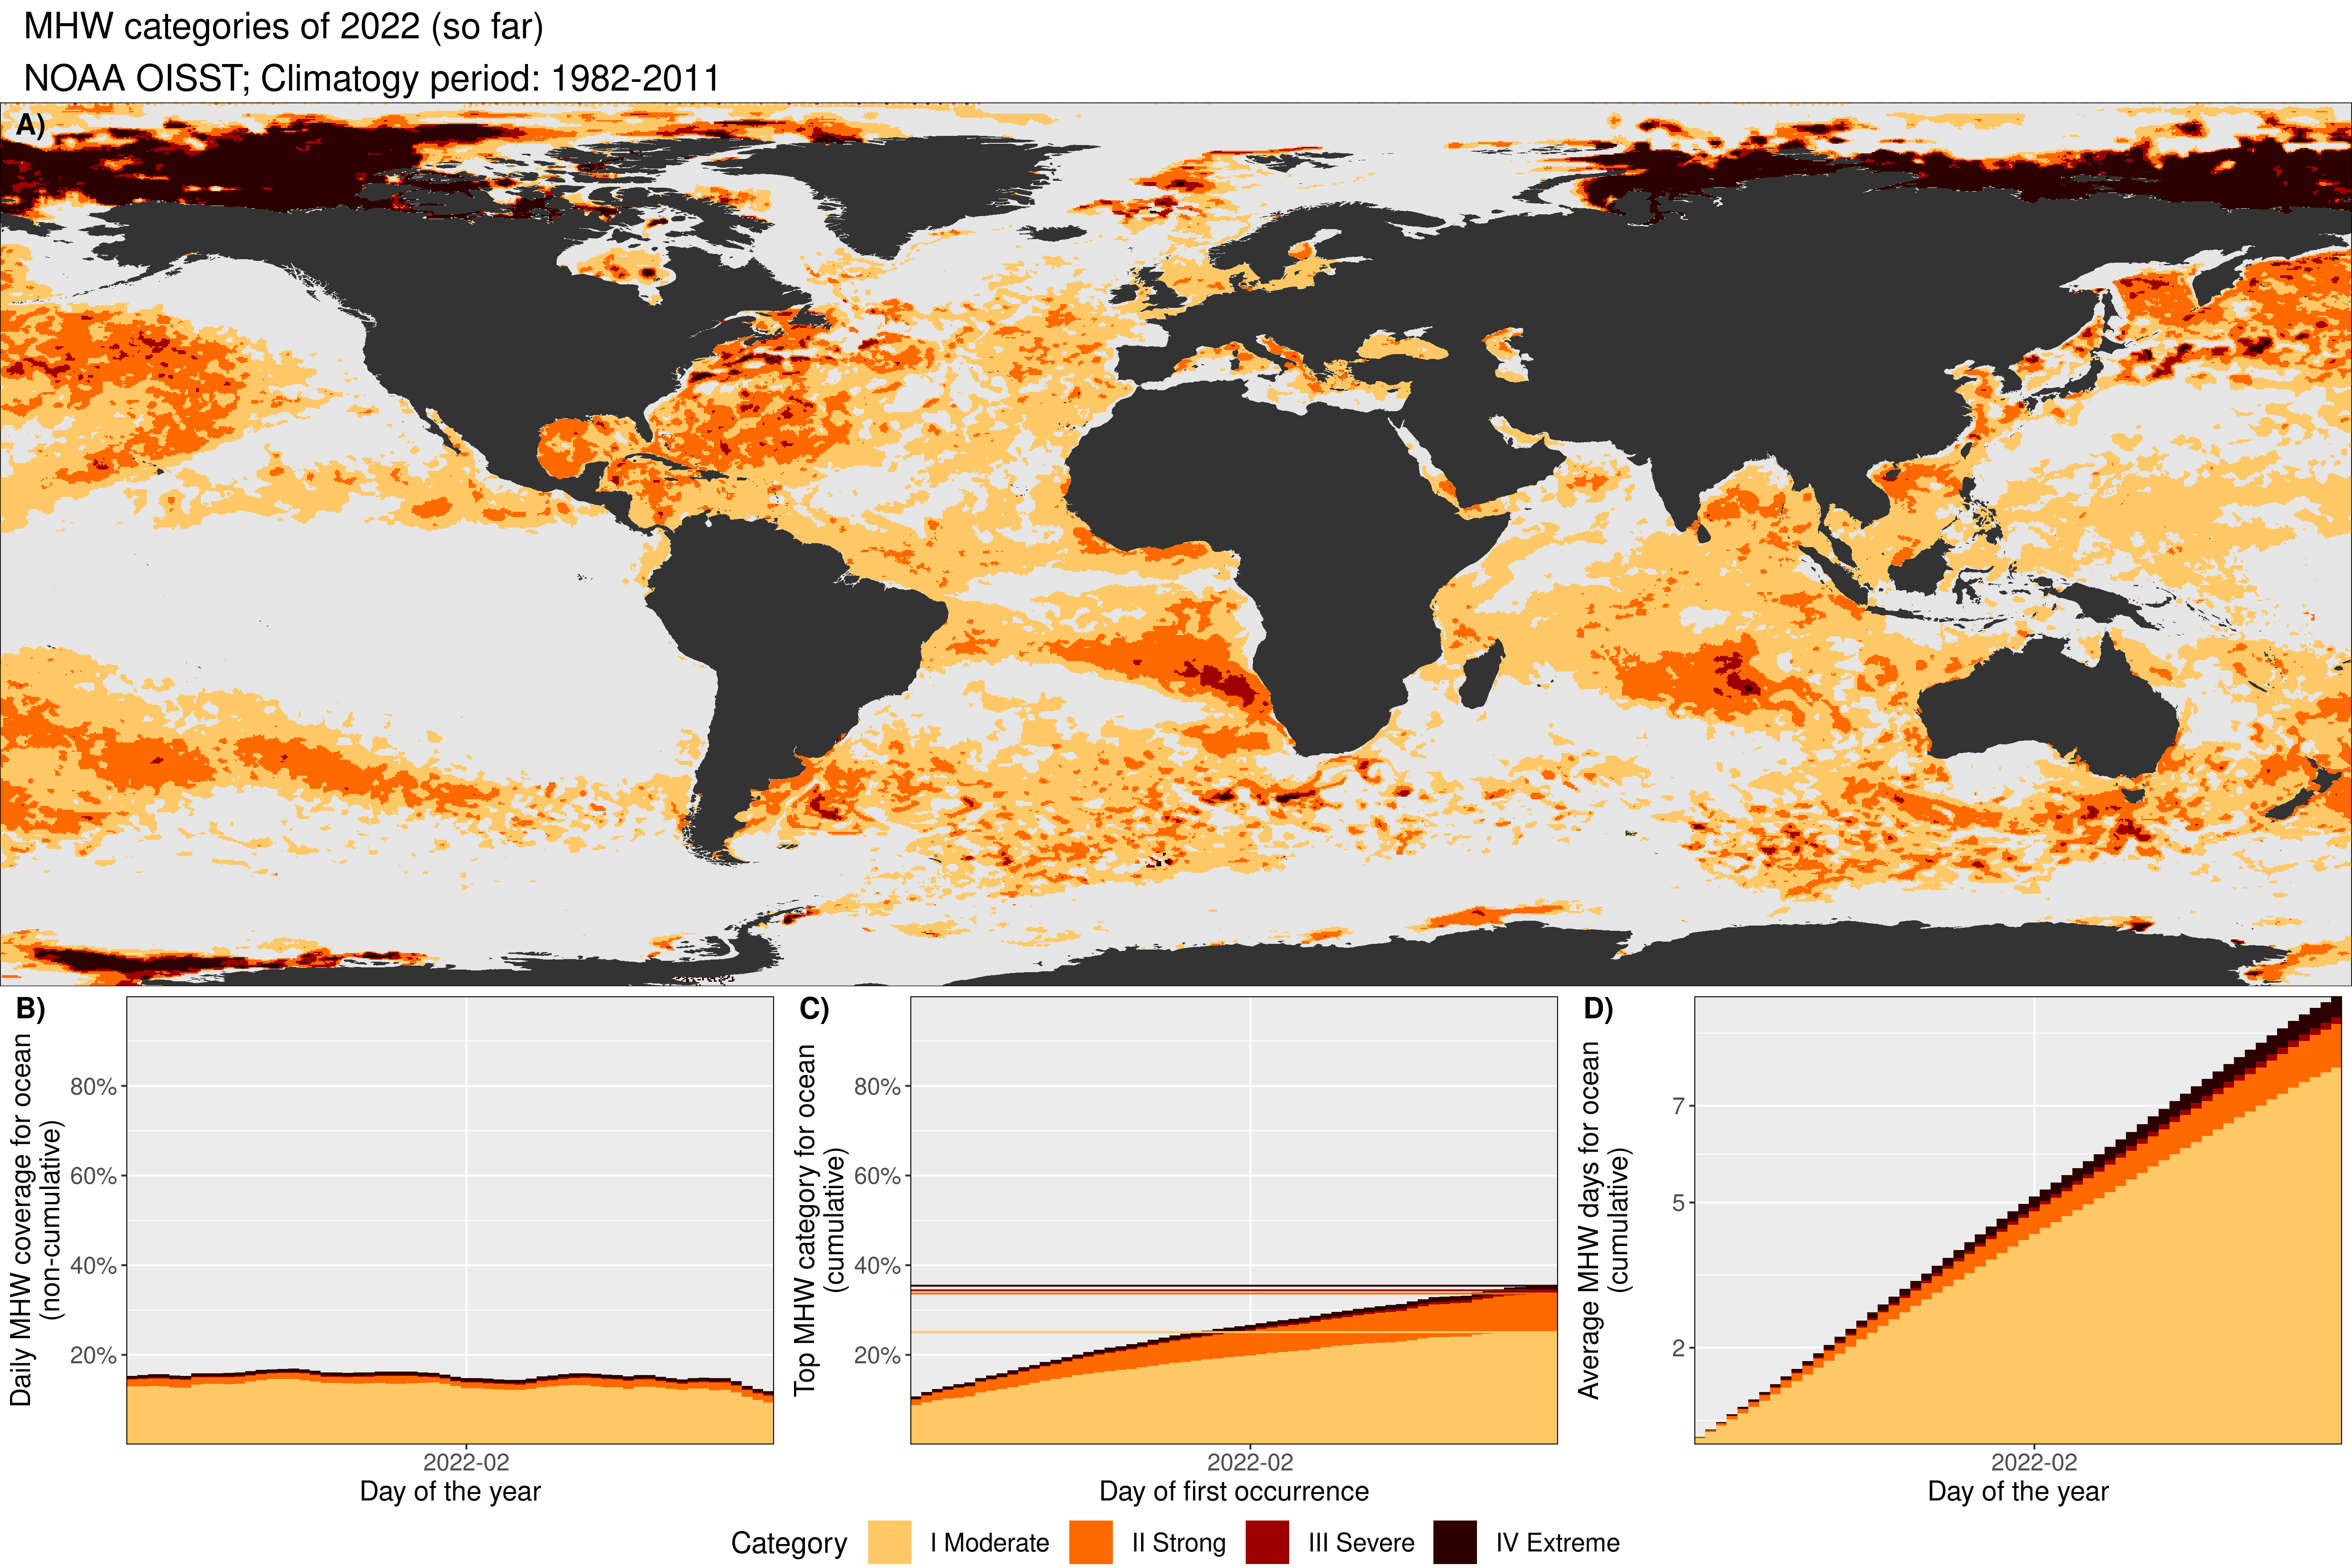 MHW categories of 2022 (so far)
NOAA OISST; Climatogy period: 1982-2011
A)
B)
Daily MHW coverage for ocean
(non-cumulative)
80%
60%
40%
20%
2022-02
Day of the year
C)
Top MHW category for ocean
(cumulative)
80%
60%
40%
20%
2022-02
Day of first occurrence
D)
Average MHW days for ocean
(cumulative)
7
5
2
2022-02
Day of the year
Category I Moderate II Strong III Severe IV Extreme